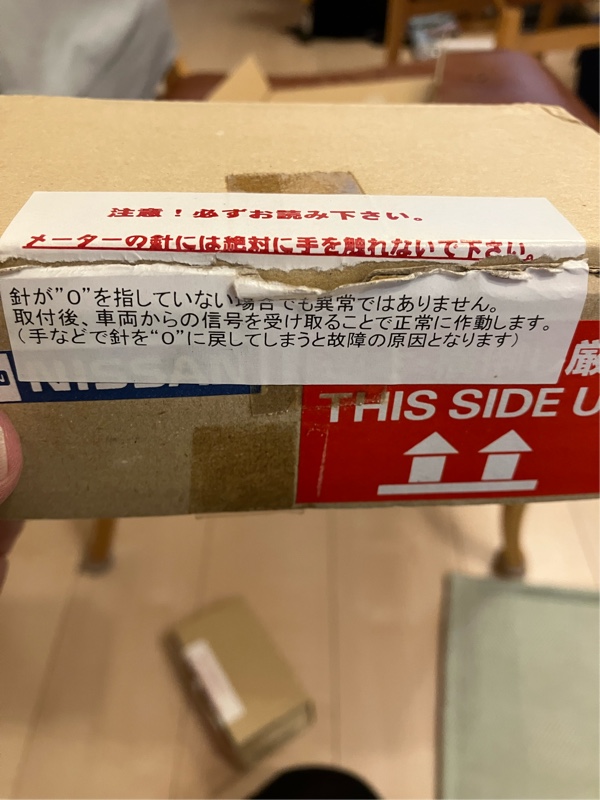 注意！必ずお読み下さい。
メーターの針には絶対に手を触れないで下さい。
針が"0"を指していない場合でも異常ではありません。
取付後、車両からの信号を受け取ることで正常に作動します。
(手などで針を"0"に戻してしまうと故障の原因となります)
NISSAN
厳
THIS SIDE U